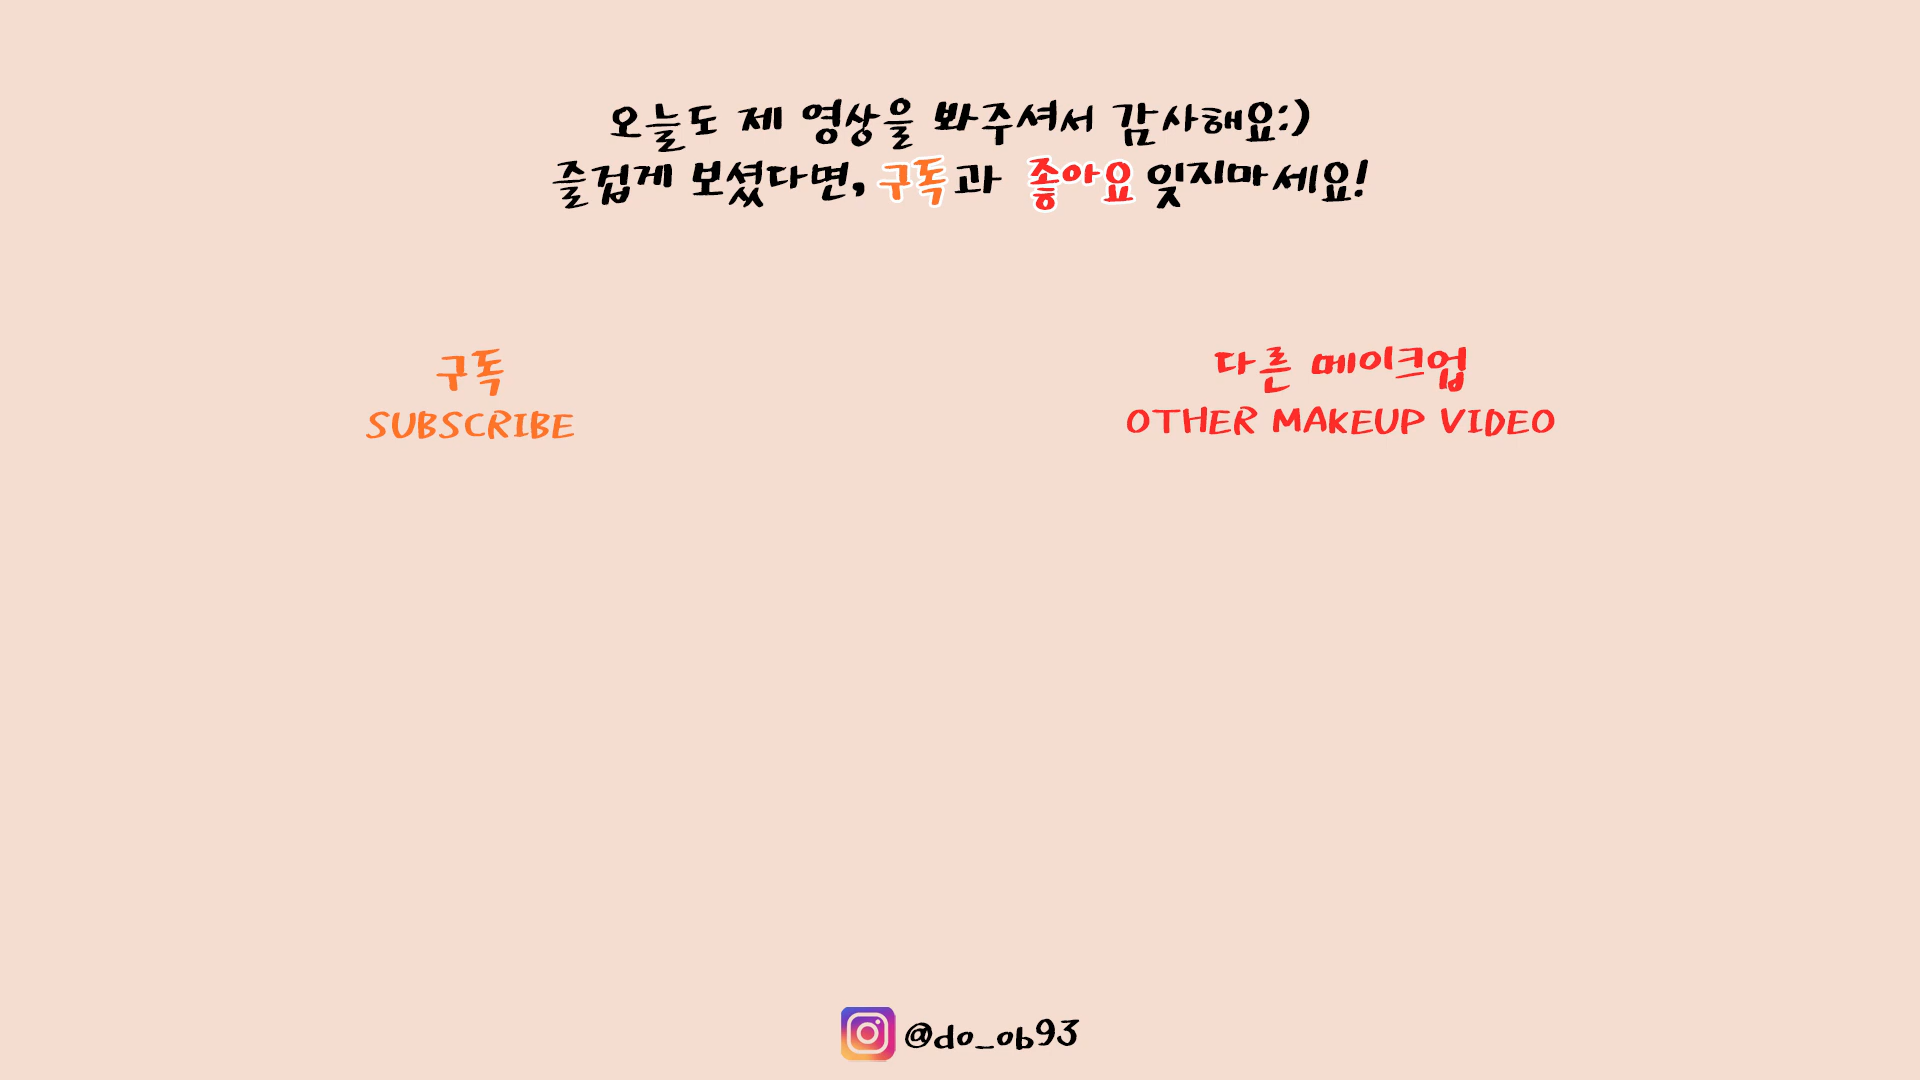 오늘도 제 영상을 봐주셔서 감사해요:)
즐겁게 보셨다면, 구독과 좋아요 잊지마세요!
구독
SUBSCRIBE
다른 메이크업
OTHER MAKEUP VIDEO
@do_ob93